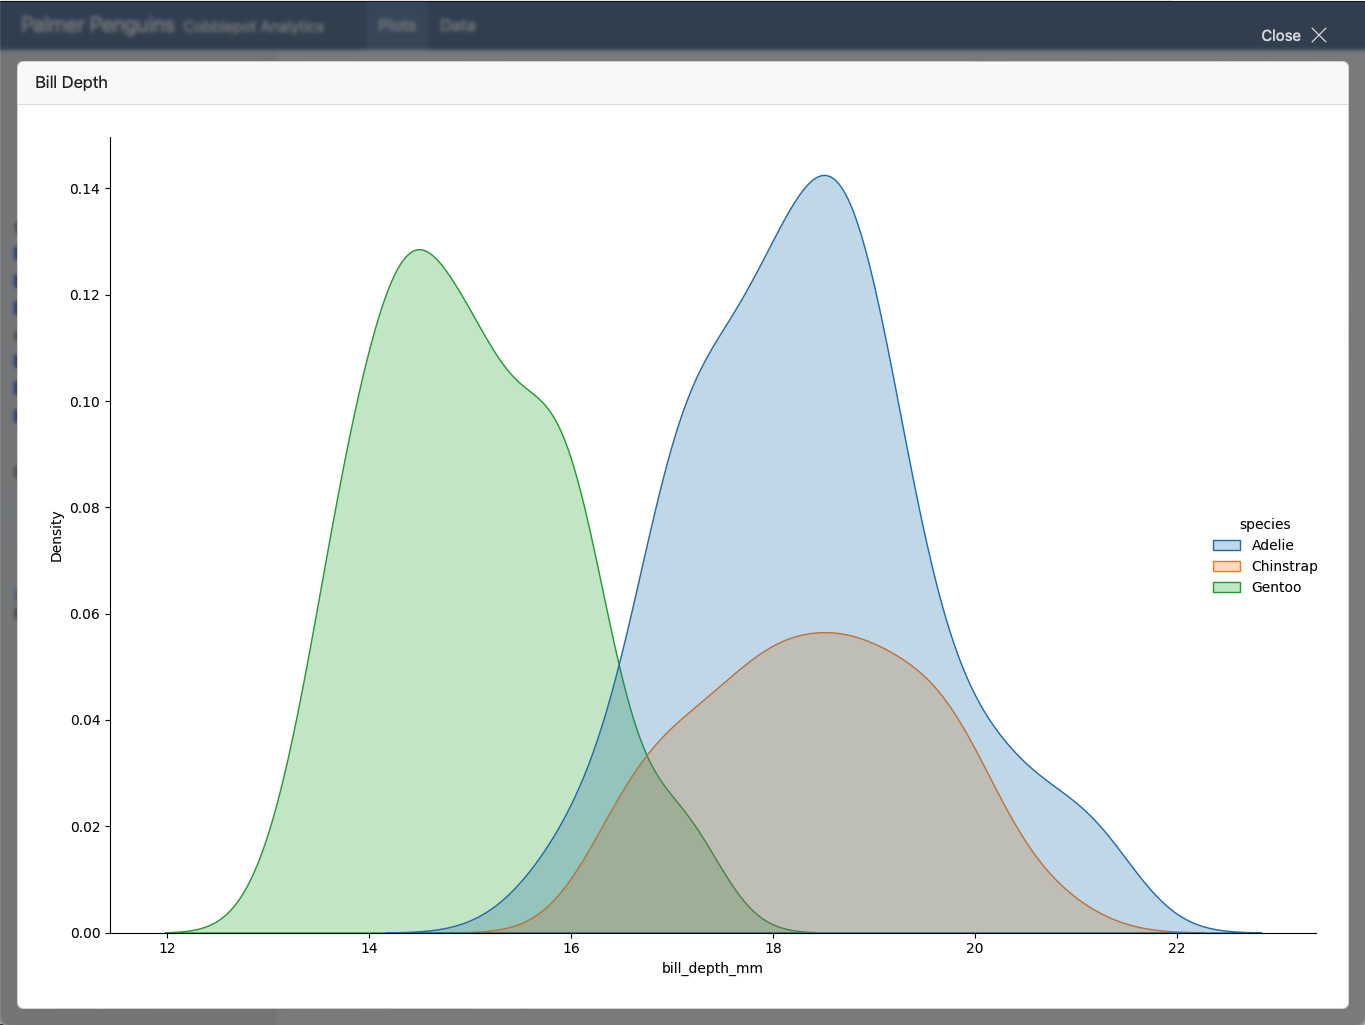 Palmer Penguins Cobblepot Analytics Plots Data
Close
Bill Depth
0.14
0.12
0.10
0.08
0.06
0.04
0.02
0.00
Density
12 14 16 18 20 22
bill_depth_mm
species
Adelie
Chinstrap
Gentoo